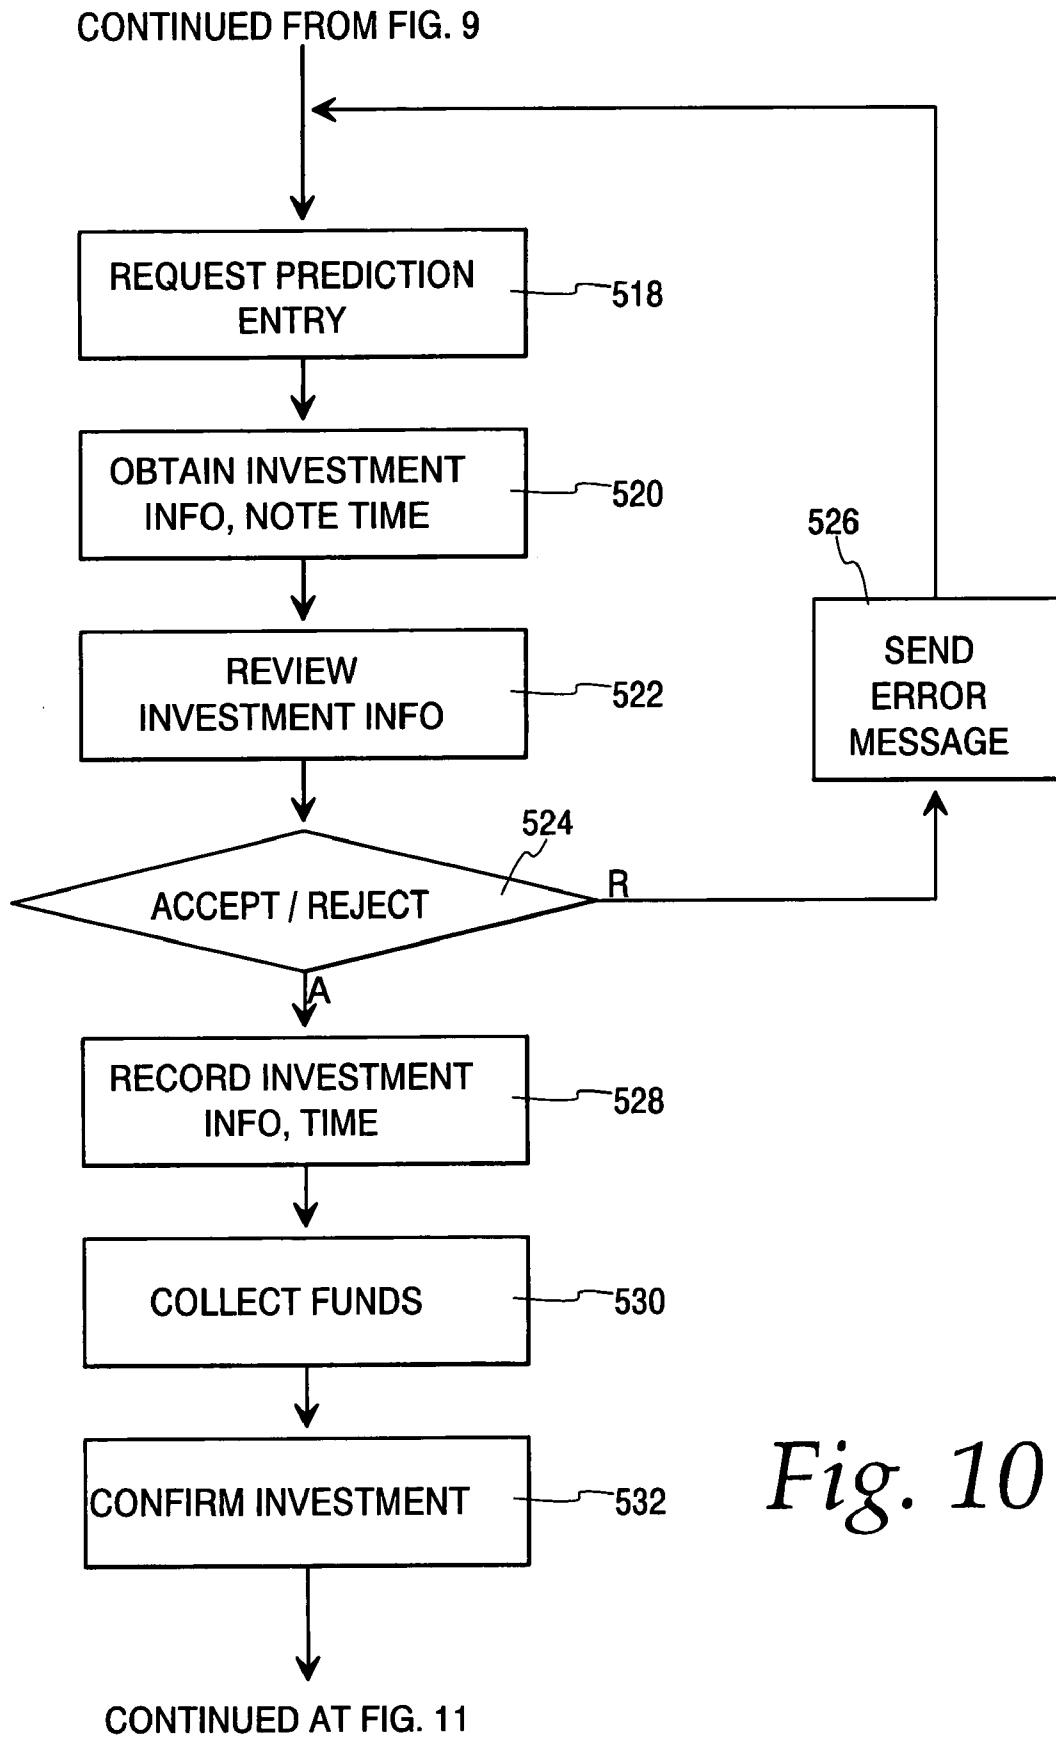 CONTINUED FROM FIG. 9
REQUEST PREDICTION
ENTRY
518
OBTAIN INVESTMENT
INFO, NOTE TIME
520
526
SEND
ERROR
MESSAGE
REVIEW
INVESTMENT INFO
522
524
ACCEPT / REJECT
R
A
RECORD INVESTMENT
INFO, TIME
528
COLLECT FUNDS
530
CONFIRM INVESTMENT
532
Fig. 10
CONTINUED AT FIG. 11